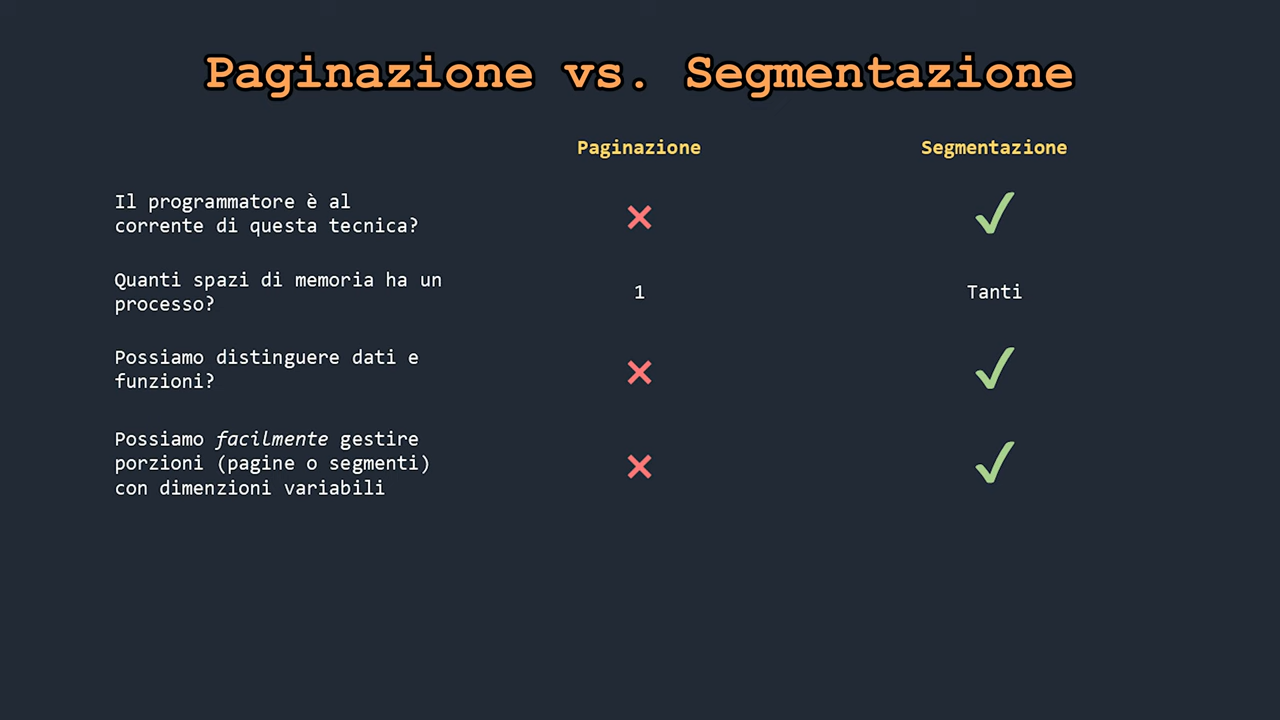 Paginazione vs. Segmentazione
Paginazione
Segmentazione
Il programmatore è al
corrente di questa tecnica?
Quanti spazi di memoria ha un
processo?
1
Tanti
Possiamo distinguere dati e
funzioni?
Possiamo facilmente gestire
porzioni (pagine o segmenti)
con dimenzioni variabili